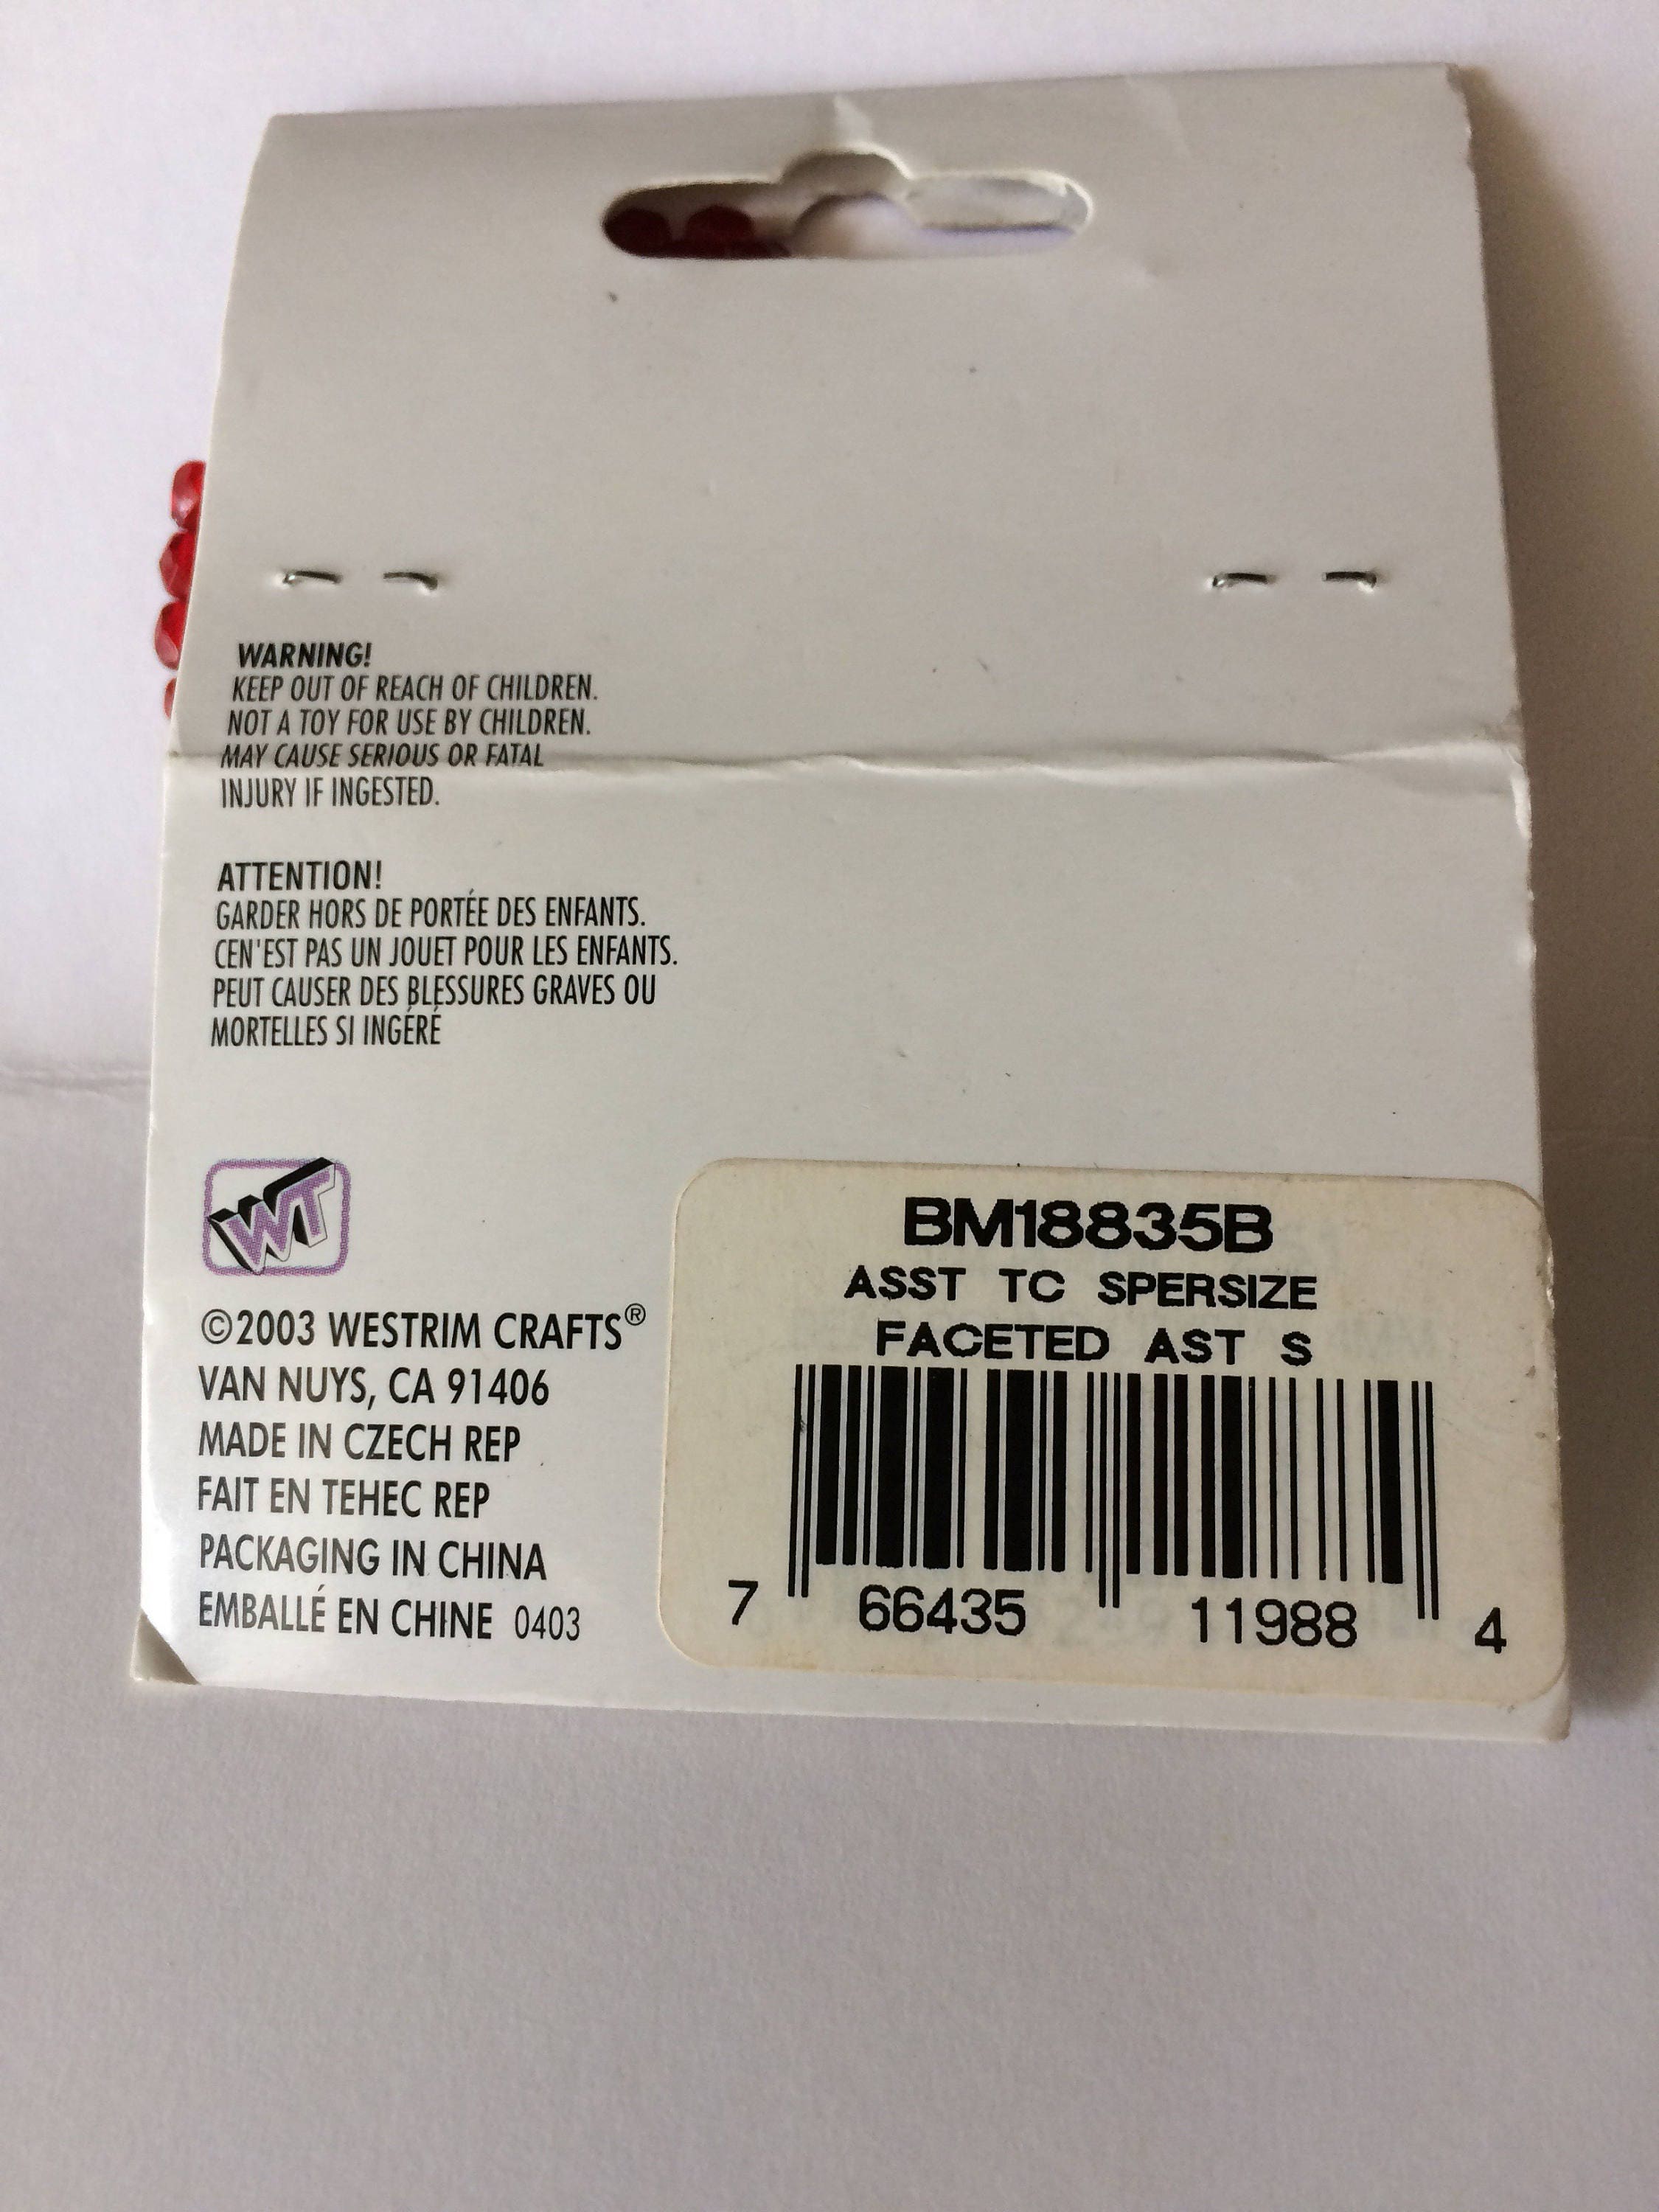 WARNING!
KEEP OUT OF REACH OF CHILDREN.
NOT A TOY FOR USE BY CHILDREN.
MAY CAUSE SERIOUS OR FATAL
INJURY IF INGESTED.
ATTENTION!
GARDER HORS DE PORTÉE DES ENFANTS.
CEN'EST PAS UN JOUET POUR LES ENFANTS.
PEUT CAUSER DES BLESSURES GRAVES OU
MORTELLES SI INGÉRÉ
WT
©2003 WESTRIM CRAFTS®
VAN NUYS, CA 91406
MADE IN CZECH REP
FAIT EN TEHEC REP
PACKAGING IN CHINA
EMBALLÉ EN CHINE 0403
BM18835B
ASST TC SPERSIZE
FACETED AST S
7 66435 11988 4